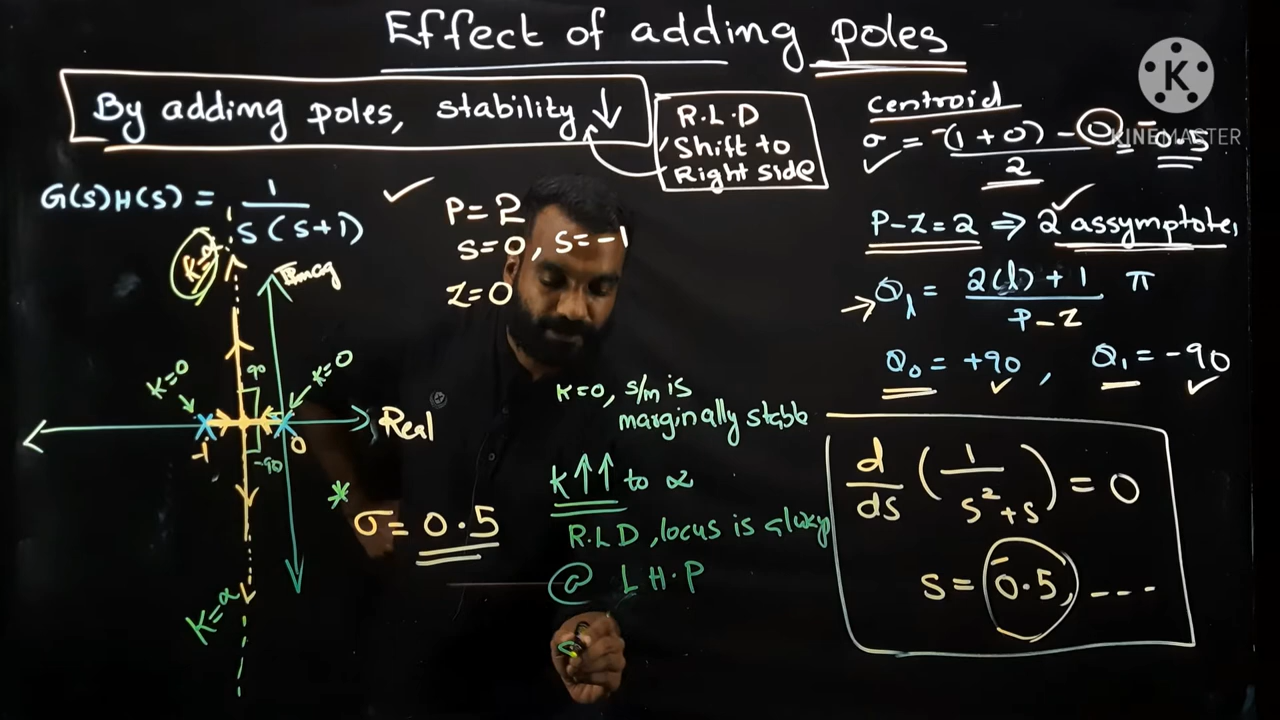 Effect of adding poles
By adding poles, stability ↓
R.L.D
Shift to
Right side
G(s)H(s) = 1 / s(s+1)
P=2
s=0, s=-1
Z=0
centroid
σ = -(1+0) - 0 / 2 = -0.5
KINEMASTER
K
P-Z=2 ⇒ 2 assymptotes
θl = 2(l)+1 / P-Z π
θ0 = +90, θ1 = -90
d/ds (1/s²+s) = 0
s = -0.5, ---
K=∝
Imag
K=0
K=0
90
-1
0
-90
Real
K=∝
* σ= 0.5
K=0, s/m is
marginally stable
K↑↑ to ∝
R.L.D, locus is always
@ L.H.P